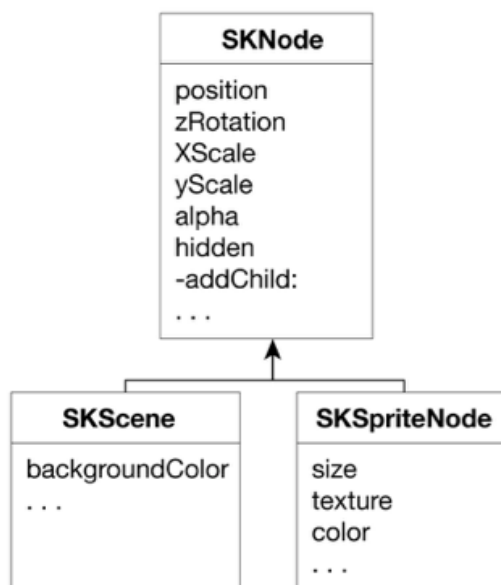 SKNode
position
zRotation
XScale
yScale
alpha
hidden
-addChild:
. . .
SKScene
backgroundColor
. . .
SKSpriteNode
size
texture
color
. . .